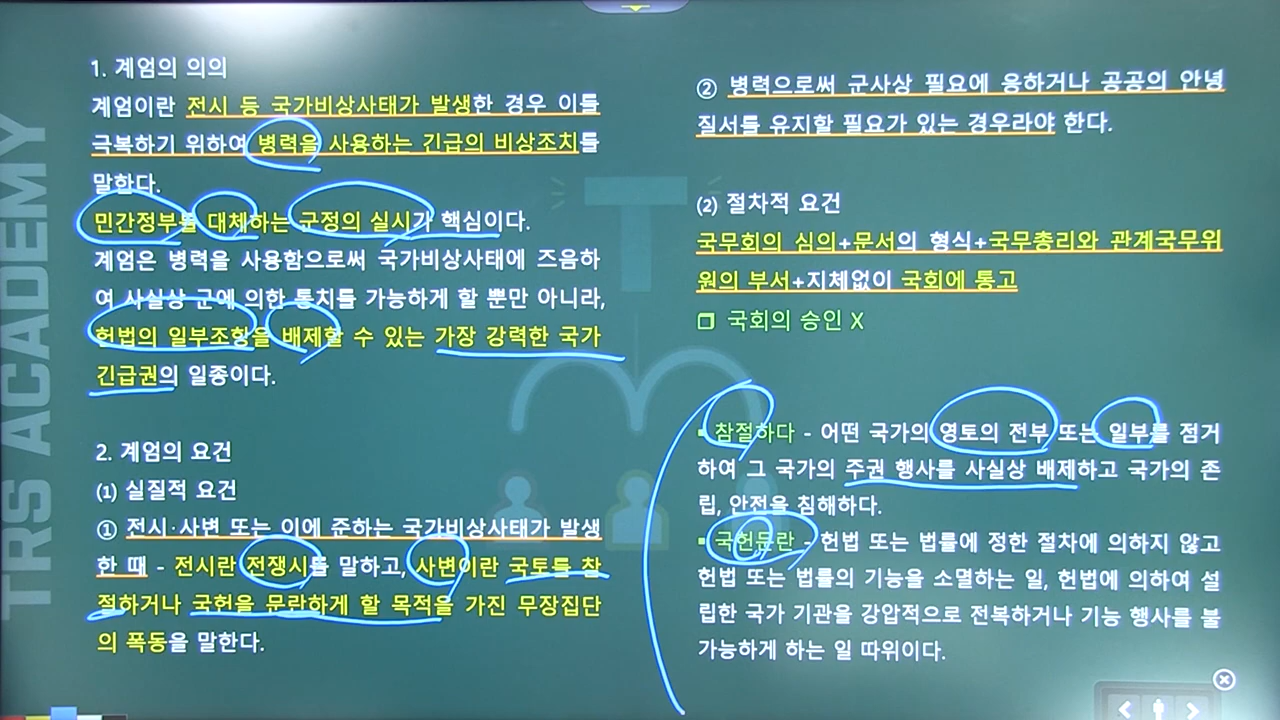 TRS ACADEMY
1. 계엄의 의의
계엄이란 전시 등 국가비상사태가 발생한 경우 이를
극복하기 위하여 병력을 사용하는 긴급의 비상조치를
말한다.
민간정부를 대체하는 군정의 실시가 핵심이다.
계엄은 병력을 사용함으로써 국가비상사태에 즈음하
여 사실상 군에 의한 통치를 가능하게 할 뿐만 아니라,
헌법의 일부조항을 배제할 수 있는 가장 강력한 국가
긴급권의 일종이다.
2. 계엄의 요건
(1) 실질적 요건
① 전시·사변 또는 이에 준하는 국가비상사태가 발생
한 때 - 전시란 전쟁시를 말하고, 사변이란 국토를 참
절하거나 국헌을 문란하게 할 목적을 가진 무장집단
의 폭동을 말한다.
② 병력으로써 군사상 필요에 응하거나 공공의 안녕
질서를 유지할 필요가 있는 경우라야 한다.
(2) 절차적 요건
국무회의 심의+문서의 형식+국무총리와 관계국무위
원의 부서+지체없이 국회에 통고
❒ 국회의 승인 X
▪ 참절하다 - 어떤 국가의 영토의 전부 또는 일부를 점거
하여 그 국가의 주권 행사를 사실상 배제하고 국가의 존
립, 안전을 침해하다.
▪ 국헌문란 - 헌법 또는 법률에 정한 절차에 의하지 않고
헌법 또는 법률의 기능을 소멸하는 일, 헌법에 의하여 설
립한 국가 기관을 강압적으로 전복하거나 기능 행사를 불
가능하게 하는 일 따위이다.